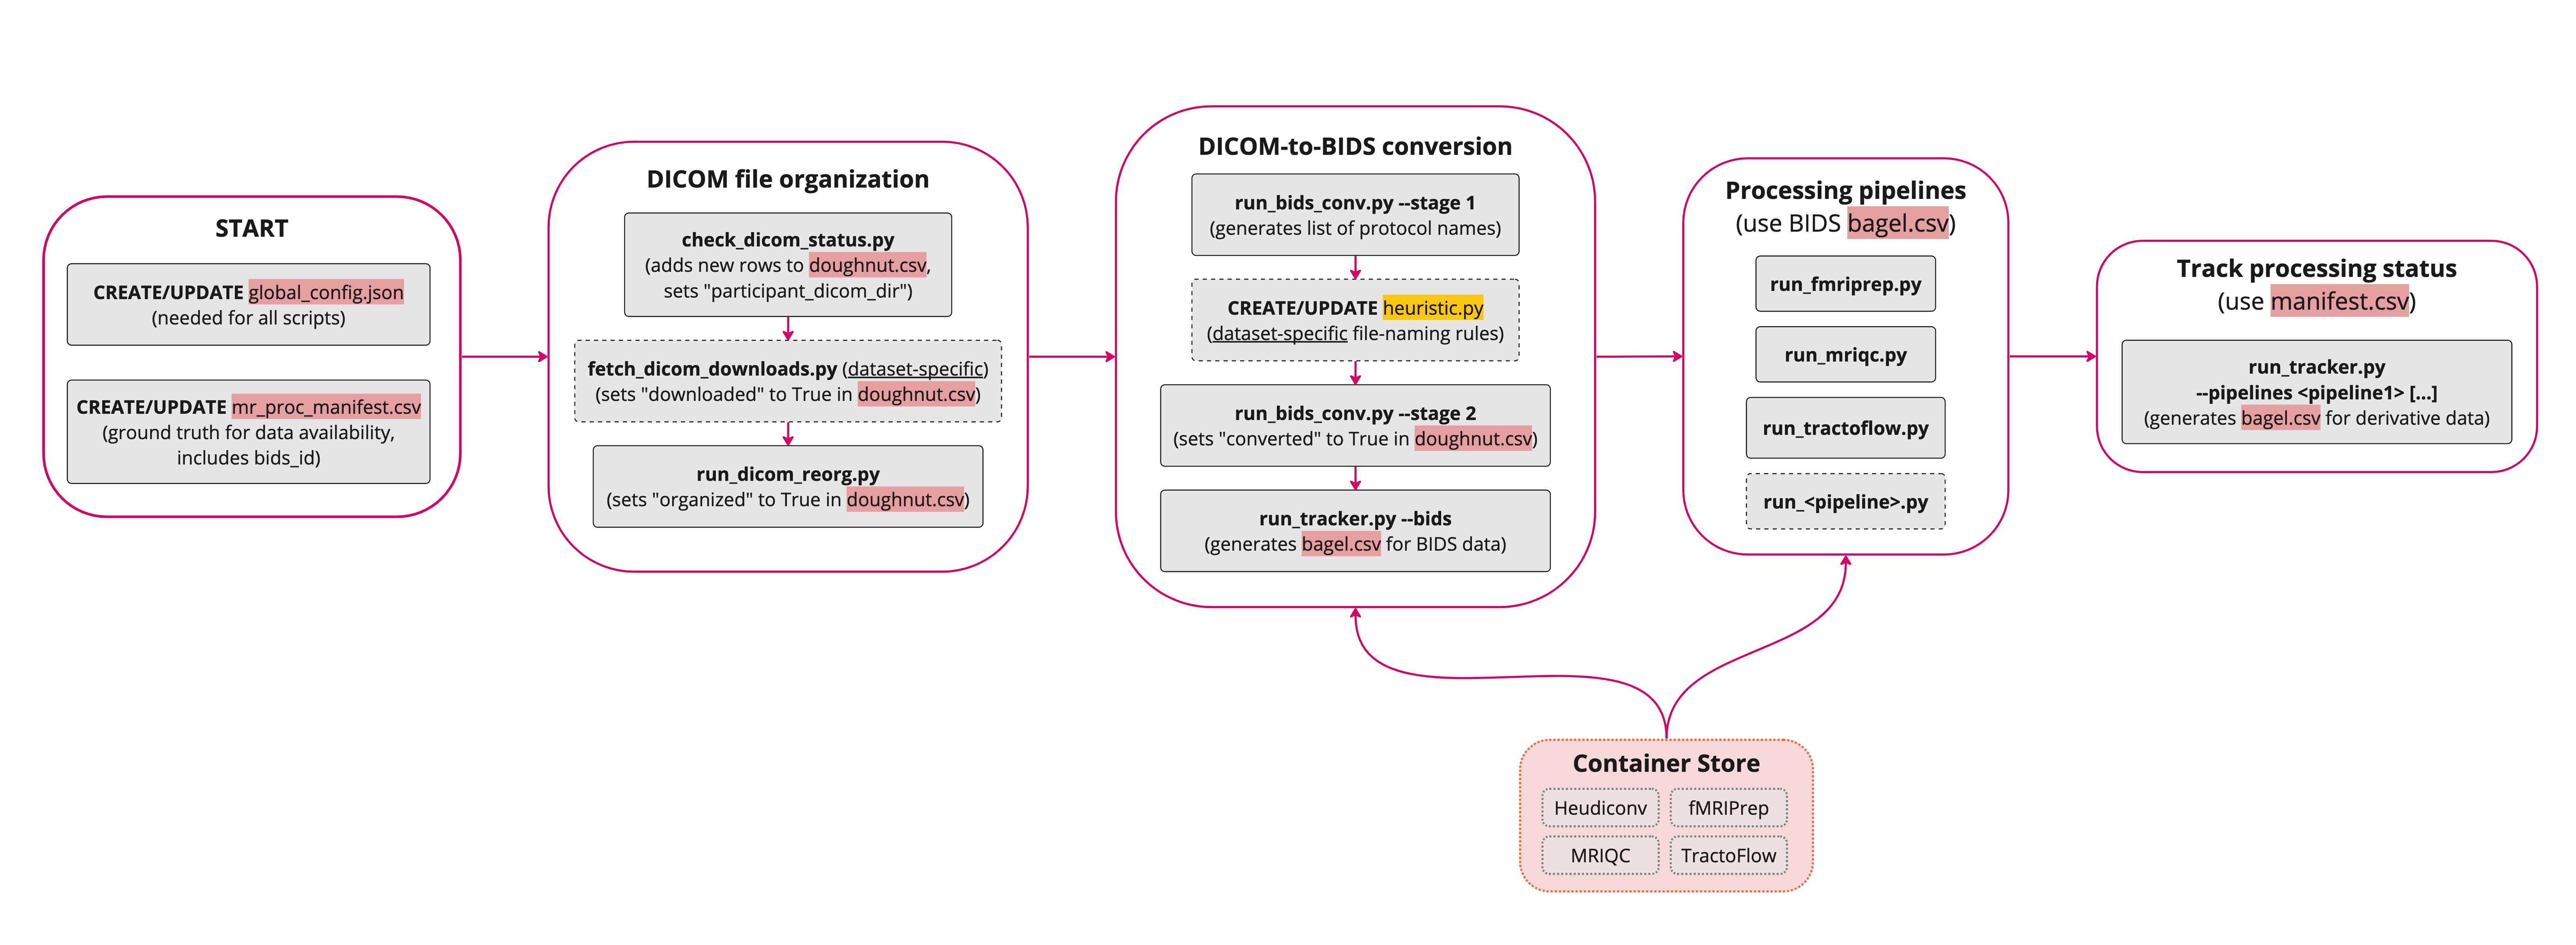 START
CREATE/UPDATE global_config.json
(needed for all scripts)
CREATE/UPDATE mr_proc_manifest.csv
(ground truth for data availability,
includes bids_id)
DICOM file organization
check_dicom_status.py
(adds new rows to doughnut.csv,
sets "participant_dicom_dir")
fetch_dicom_downloads.py (dataset-specific)
(sets "downloaded" to True in doughnut.csv)
run_dicom_reorg.py
(sets "organized" to True in doughnut.csv)
DICOM-to-BIDS conversion
run_bids_conv.py --stage 1
(generates list of protocol names)
CREATE/UPDATE heuristic.py
(dataset-specific file-naming rules)
run_bids_conv.py --stage 2
(sets "converted" to True in doughnut.csv)
run_tracker.py --bids
(generates bagel.csv for BIDS data)
Processing pipelines
(use BIDS bagel.csv)
run_fmriprep.py
run_mriqc.py
run_tractoflow.py
run_<pipeline>.py
Track processing status
(use manifest.csv)
run_tracker.py
--pipelines <pipeline1> [...]
(generates bagel.csv for derivative data)
Container Store
Heudiconv
fMRIPrep
MRIQC
TractoFlow